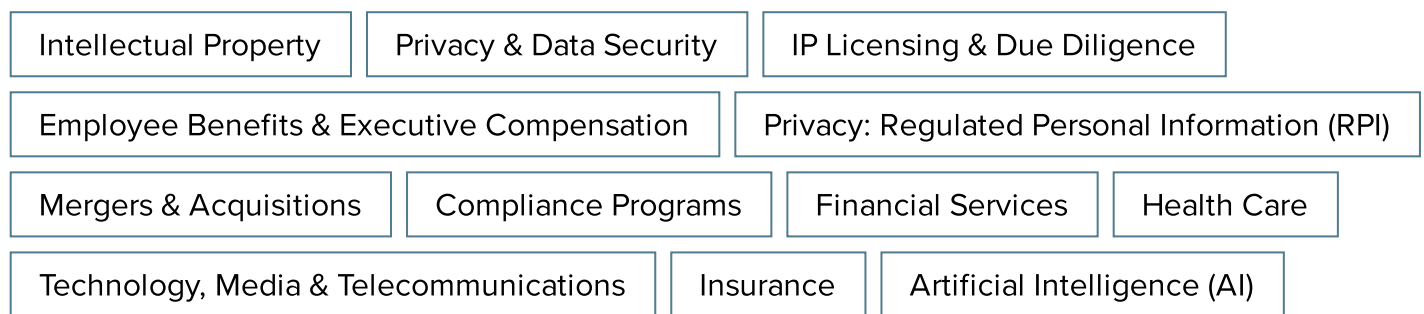 Intellectual Property Privacy & Data Security IP Licensing & Due Diligence
Employee Benefits & Executive Compensation Privacy: Regulated Personal Information (RPI)
Mergers & Acquisitions Compliance Programs Financial Services Health Care
Technology, Media & Telecommunications Insurance Artificial Intelligence (AI)